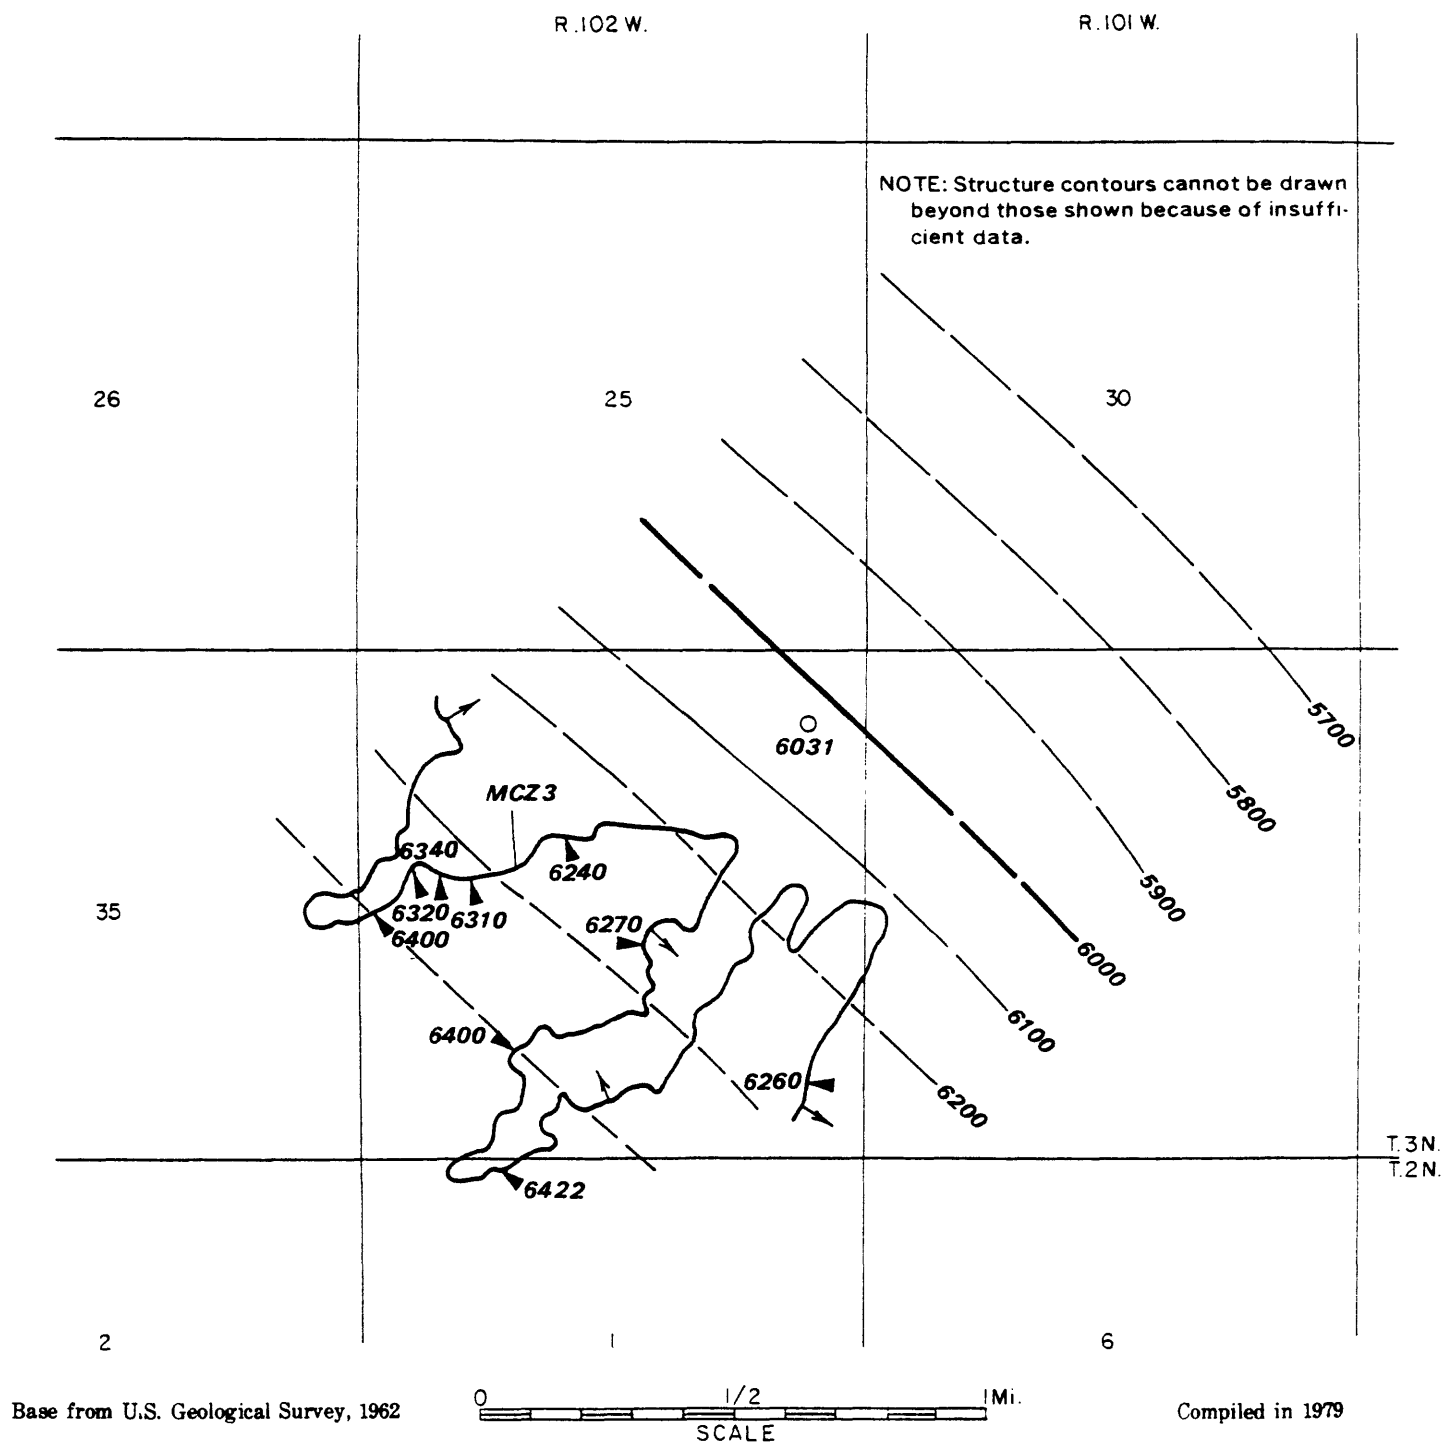 R.102 W.
R.101 W.
NOTE: Structure contours cannot be drawn
beyond those shown because of insuffi-
cient data.
26
25
30
5700
6031
MCZ3
5800
6340
6240
5900
35
6320
6310
6270
6400
6000
6400
6100
6260
6200
T.3N.
T.2N.
6422
2
1
6
0
1/2
1Mi.
Base from U.S. Geological Survey, 1962
Compiled in 1979
SCALE